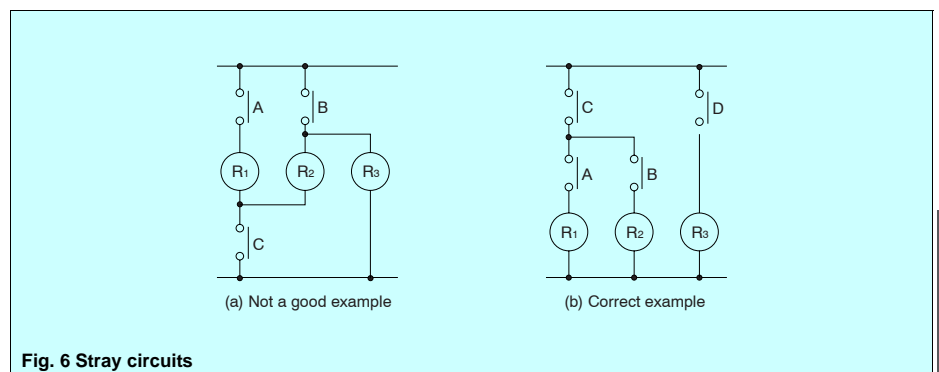 A
B
R1
R2
R3
C
(a) Not a good example
C
D
A
B
R1
R2
R3
(b) Correct example
Fig. 6 Stray circuits